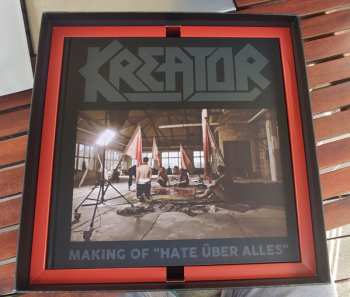 KREATOR
MAKING OF "HATE ÜBER ALLES"